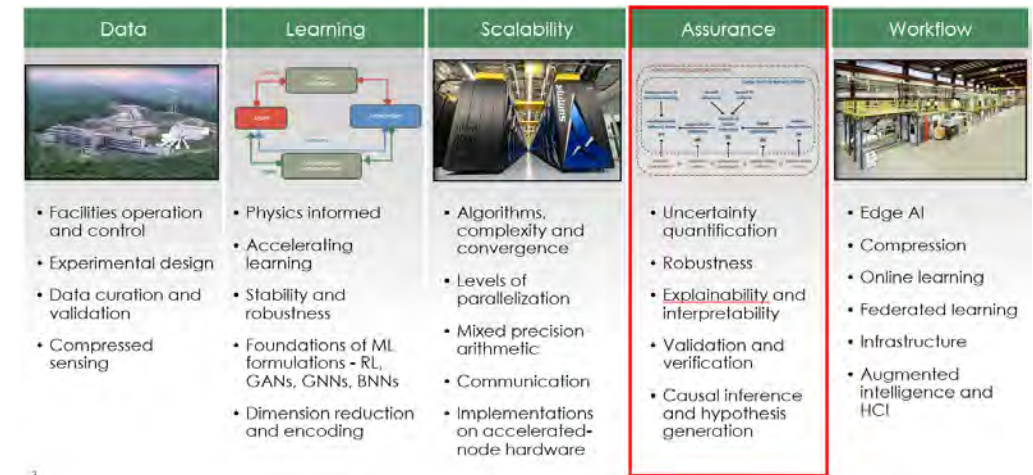 Data
Learning
Scalability
Assurance
Workflow
summit
• Facilities operation
and control
• Experimental design
• Data curation and
validation
• Compressed
sensing
• Physics informed
• Accelerating
learning
• Stability and
robustness
• Foundations of ML
formulations - RL,
GANs, GNNs, BNNs
• Dimension reduction
and encoding
• Algorithms,
complexity and
convergence
• Levels of
parallelization
• Mixed precision
arithmetic
• Communication
• Implementations
on accelerated-
node hardware
• Uncertainty
quantification
• Robustness
• Explainability and
interpretability
• Validation and
verification
• Causal inference
and hypothesis
generation
• Edge AI
• Compression
• Online learning
• Federated learning
• Infrastructure
• Augmented
intelligence and
HCI